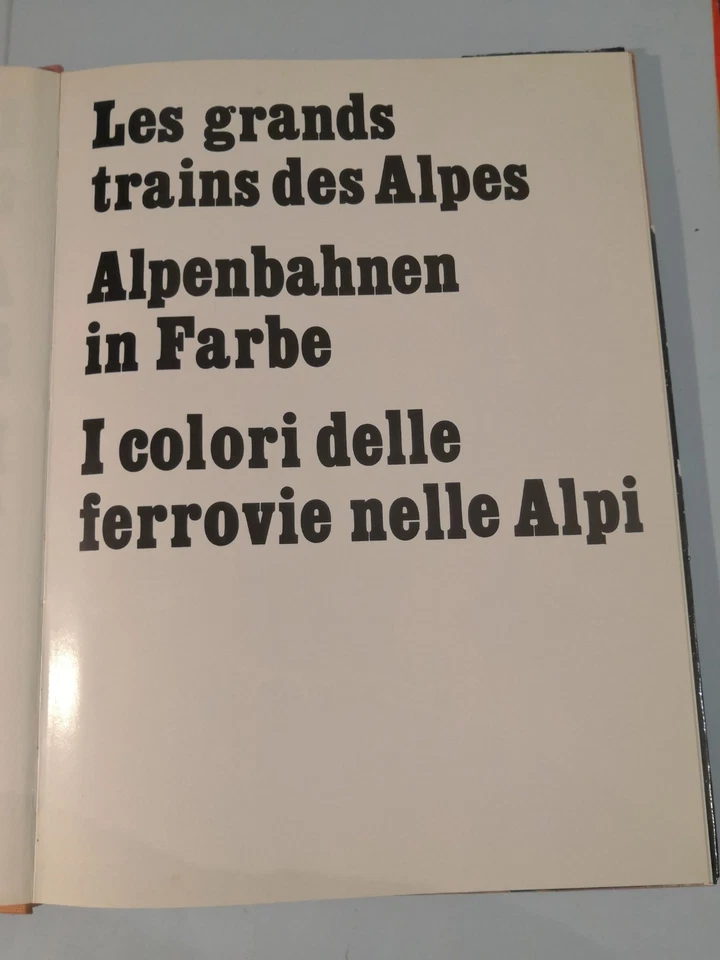 Les grands
trains des Alpes
Alpenbahnen
in Farbe
I colori delle
ferrovie nelle Alpi